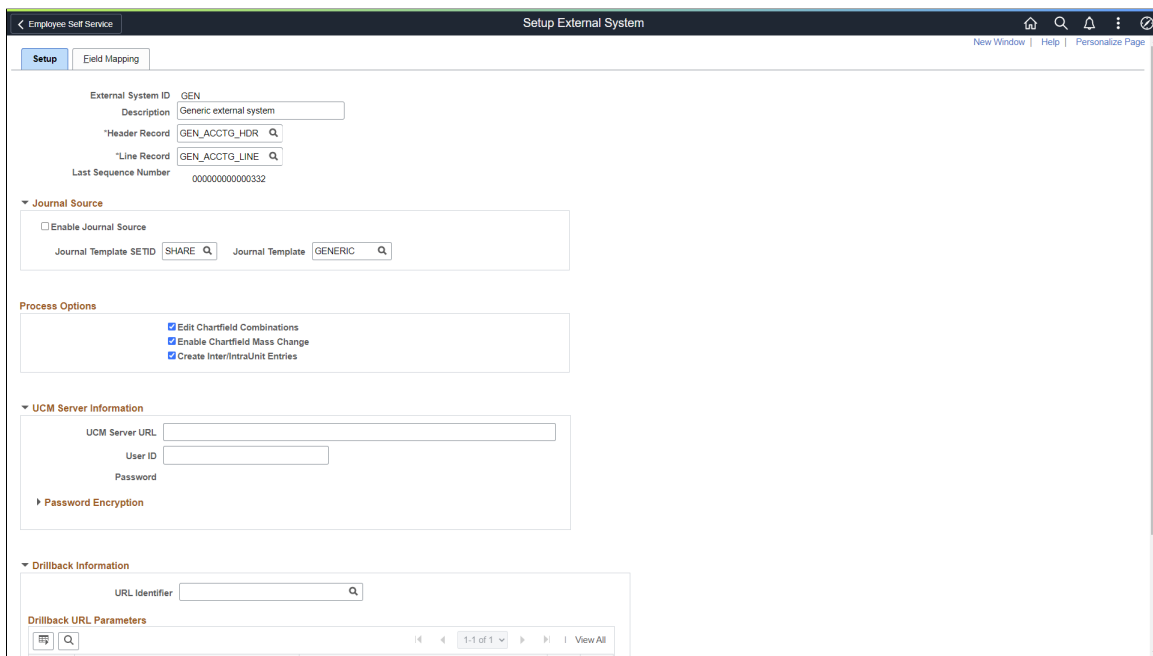 Employee Self Service
Setup External System
New Window | Help | Personalize Page
Setup
Field Mapping
External System ID GEN
Description Generic external system
*Header Record GEN_ACCTG_HDR
*Line Record GEN_ACCTG_LINE
Last Sequence Number 000000000000332
Journal Source
Enable Journal Source
Journal Template SETID SHARE Journal Template GENERIC
Process Options
Edit Chartfield Combinations
Enable Chartfield Mass Change
Create Inter/IntraUnit Entries
UCM Server Information
UCM Server URL
User ID
Password
Password Encryption
Drillback Information
URL Identifier
Drillback URL Parameters
1-1 of 1 | View All